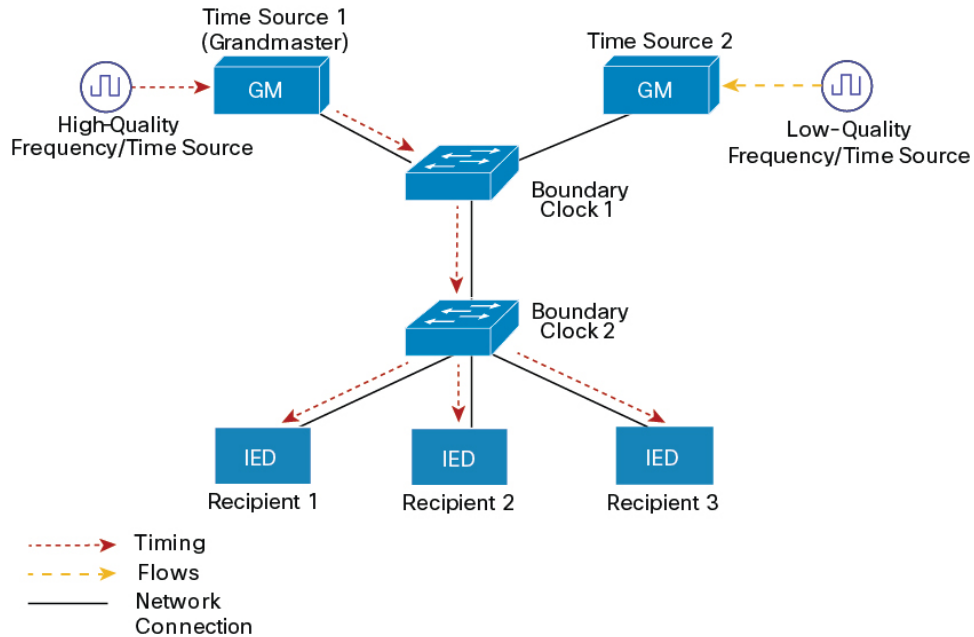 Time Source 1
(Grandmaster)
Time Source 2
GM
GM
High-Quality
Frequency/Time Source
Low-Quality
Frequency/Time Source
Boundary
Clock 1
Boundary
Clock 2
IED
IED
IED
Recipient 1
Recipient 2
Recipient 3
Timing
Flows
Network
Connection